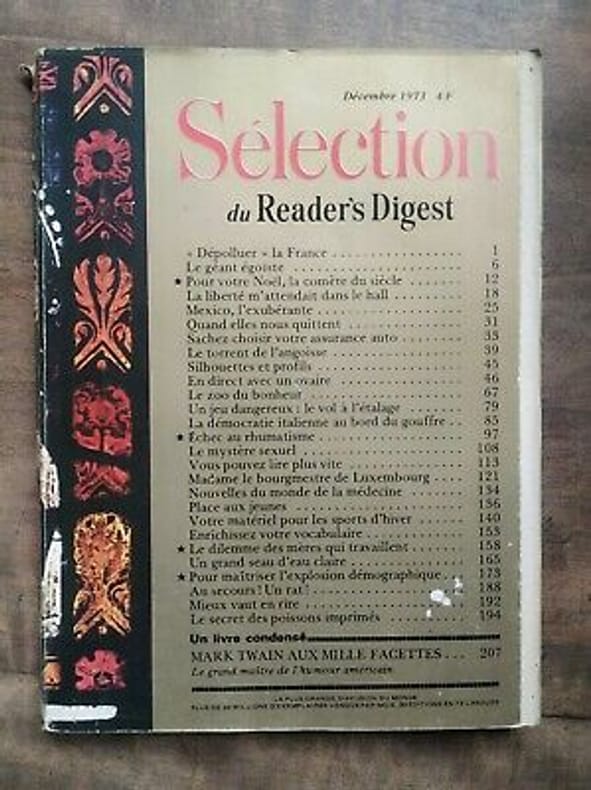 Décembre 1973 4 F
Sélection
du Reader's Digest
« Dépolluer » la France . . . . . . . . . . . . . . . . . . 1
Le géant égoïste . . . . . . . . . . . . . . . . . . . . . . . 6
★ Pour votre Noël, la comète du siècle . . . . . . . 12
La liberté m'attendait dans le hall . . . . . . . . . . 18
Mexico, l'exubérante . . . . . . . . . . . . . . . . . . . . 25
Quand elles nous quittent . . . . . . . . . . . . . . . . 31
Sachez choisir votre assurance auto . . . . . . . . . 33
Le torrent de l'angoisse . . . . . . . . . . . . . . . . . . 39
Silhouettes et profils . . . . . . . . . . . . . . . . . . . . 45
En direct avec un ovaire . . . . . . . . . . . . . . . . . 46
Le zoo du bonheur . . . . . . . . . . . . . . . . . . . . . 67
Un jeu dangereux : le vol à l'étalage . . . . . . . . 79
La démocratie italienne au bord du gouffre . . 85
★ Échec au rhumatisme . . . . . . . . . . . . . . . . . . . 97
Le mystère sexuel . . . . . . . . . . . . . . . . . . . . . . 108
Vous pouvez lire plus vite . . . . . . . . . . . . . . . . 113
Madame le bourgmestre de Luxembourg . . . . 121
Nouvelles du monde de la médecine . . . . . . . . 134
Place aux jeunes . . . . . . . . . . . . . . . . . . . . . . . 136
Votre matériel pour les sports d'hiver . . . . . . 140
Enrichissez votre vocabulaire . . . . . . . . . . . . . 153
★ Le dilemme des mères qui travaillent . . . . . . . 158
Un grand seau d'eau claire . . . . . . . . . . . . . . . 165
★ Pour maîtriser l'explosion démographique . . 173
Au secours ! Un rat ! . . . . . . . . . . . . . . . . . . . . 188
Mieux vaut en rire . . . . . . . . . . . . . . . . . . . . . 192
Le secret des poissons imprimés . . . . . . . . . . . 194
Un livre condensé
MARK TWAIN AUX MILLE FACETTES . . . 207
Le grand maître de l'humour américain
LA PLUS GRANDE DIFFUSION DU MONDE